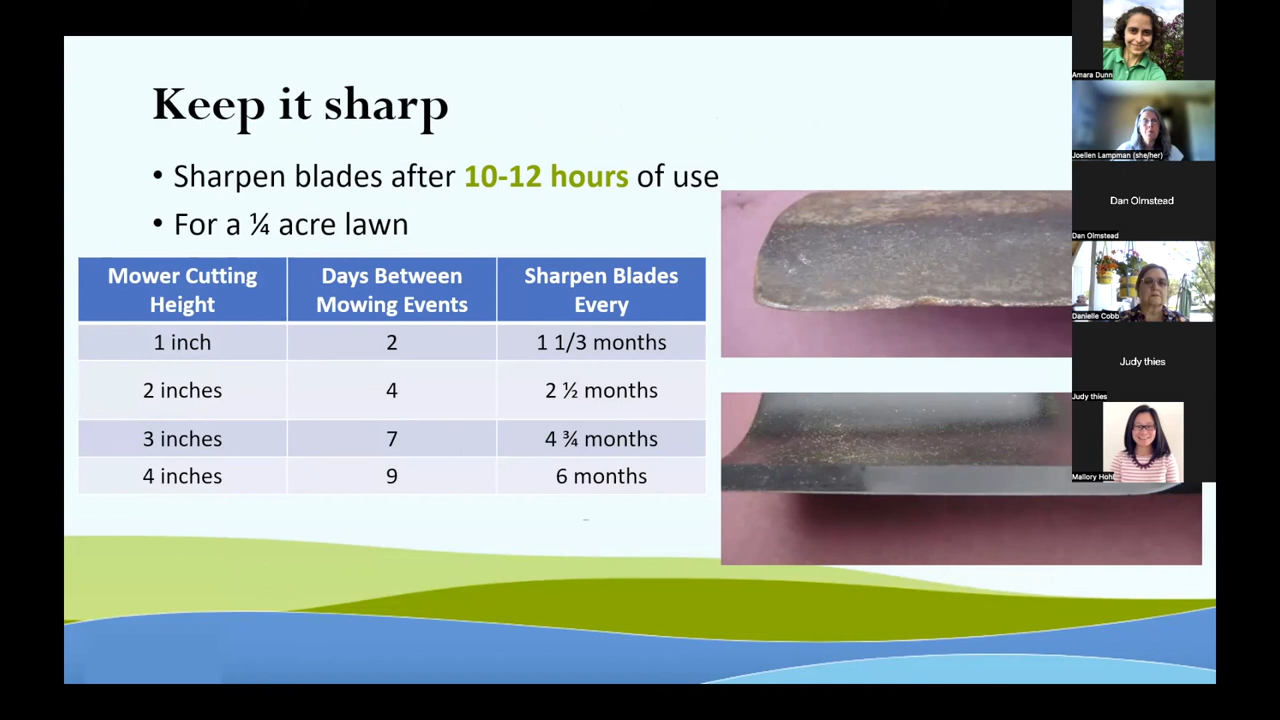 Keep it sharp
• Sharpen blades after 10-12 hours of use
• For a ¼ acre lawn
Mower Cutting Height
Days Between Mowing Events
Sharpen Blades Every
1 inch 2 1 1/3 months
2 inches 4 2 ½ months
3 inches 7 4 ¾ months
4 inches 9 6 months
Amara Dunn
Joellen Lampman (she/her)
Dan Olmstead
Dan Olmstead
Danielle Cobb
Judy thies
Judy thies
Mallory Hohl